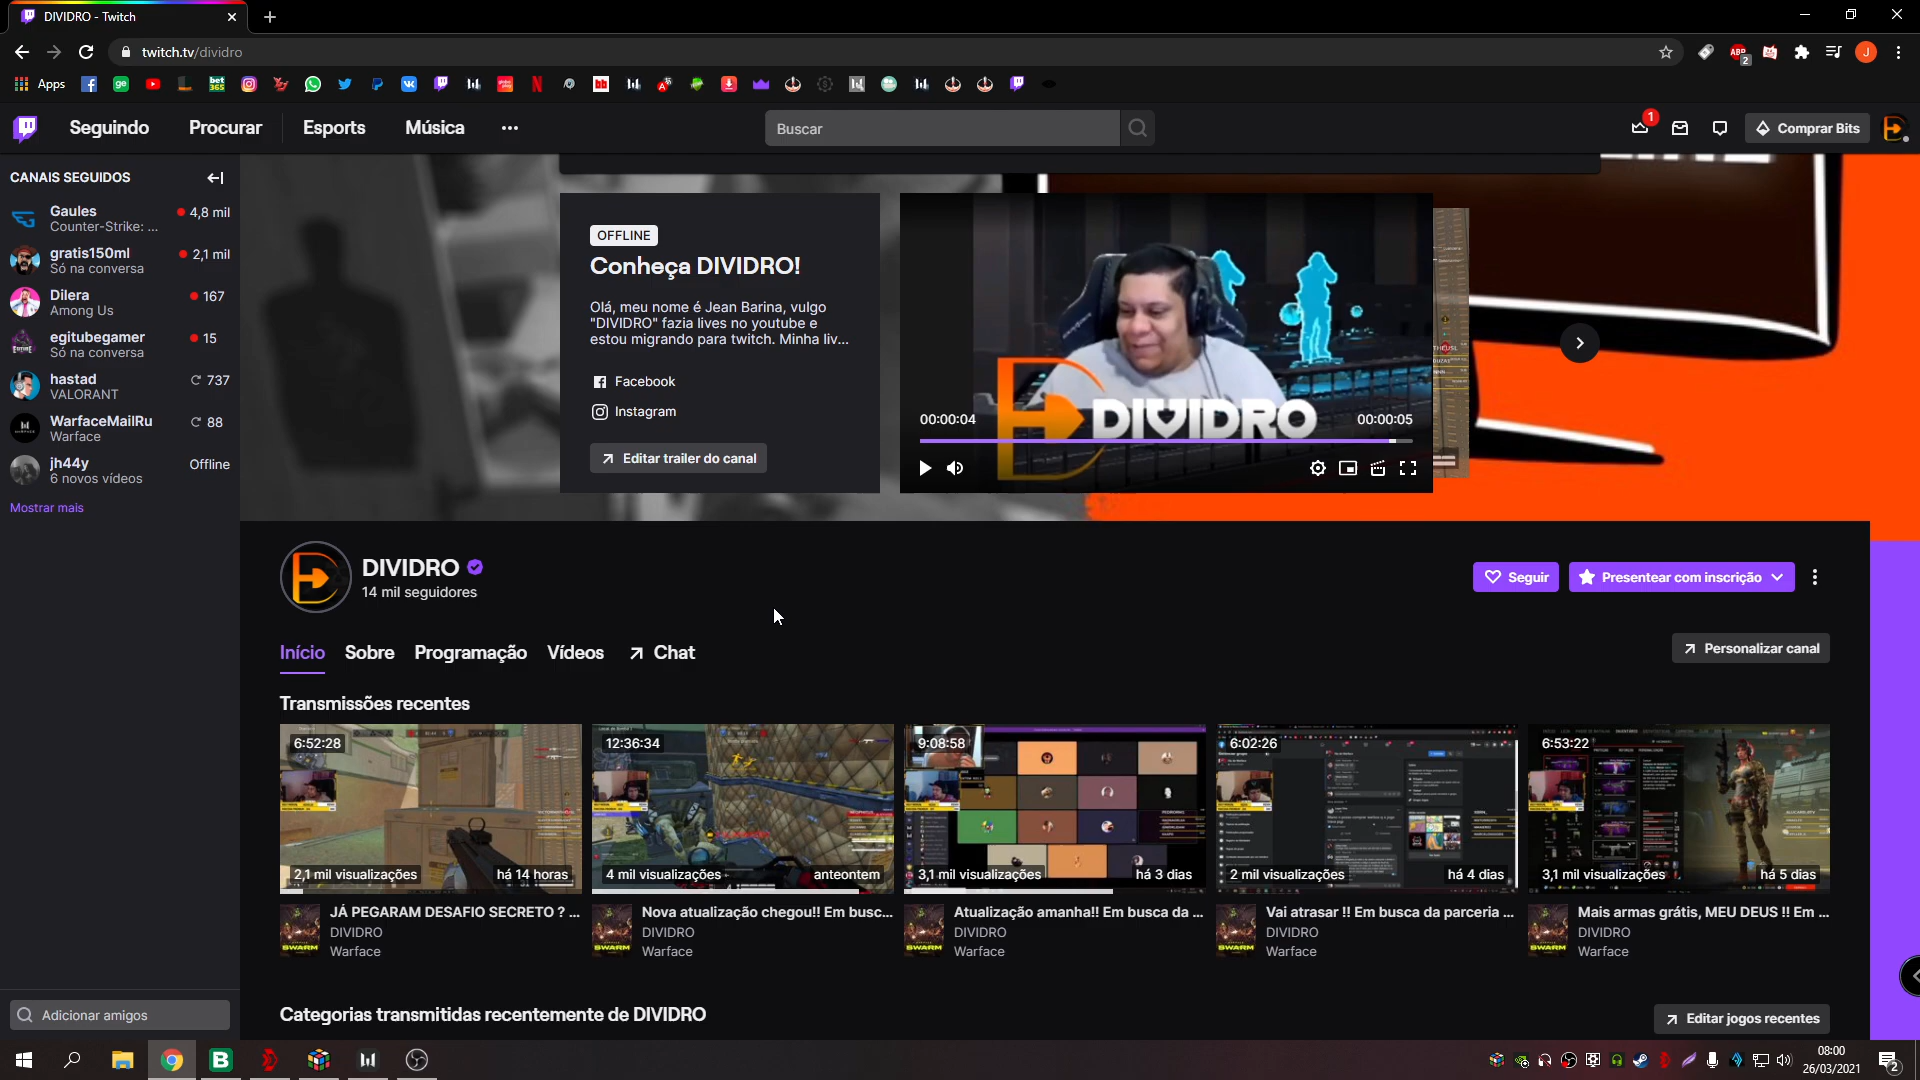 DIVIDRO - Twitch
twitch.tv/dividro
Apps
Seguindo
Procurar
Esports
Música
Buscar
1
Comprar Bits
CANAIS SEGUIDOS
Gaules
4,8 mil
Counter-Strike: ...
gratis150ml
2,1 mil
Só na conversa
Dilera
167
Among Us
egitubegamer
15
Só na conversa
hastad
737
VALORANT
WarfaceMailRu
88
Warface
jh44y
Offline
6 novos vídeos
Mostrar mais
Adicionar amigos
OFFLINE
Conheça DIVIDRO!
Olá, meu nome é Jean Barina, vulgo
"DIVIDRO" fazia lives no youtube e
estou migrando para twitch. Minha liv...
Facebook
Instagram
Editar trailer do canal
00:00:04
00:00:05
DIVIDRO
DIVIDRO
14 mil seguidores
Seguir
Presentear com inscrição
Início
Sobre
Programação
Vídeos
Chat
Personalizar canal
Transmissões recentes
6:52:28
2,1 mil visualizações
há 14 horas
JÁ PEGARAM DESAFIO SECRETO ? ...
DIVIDRO
Warface
12:36:34
4 mil visualizações
anteontem
Nova atualização chegou!! Em busc...
DIVIDRO
Warface
9:08:58
3,1 mil visualizações
há 3 dias
Atualização amanha!! Em busca da ...
DIVIDRO
Warface
6:02:26
2 mil visualizações
há 4 dias
Vai atrasar !! Em busca da parceria ...
DIVIDRO
Warface
6:53:22
3,1 mil visualizações
há 5 dias
Mais armas grátis, MEU DEUS !! Em ...
DIVIDRO
Warface
Categorias transmitidas recentemente de DIVIDRO
Editar jogos recentes
08:00
26/03/2021
2